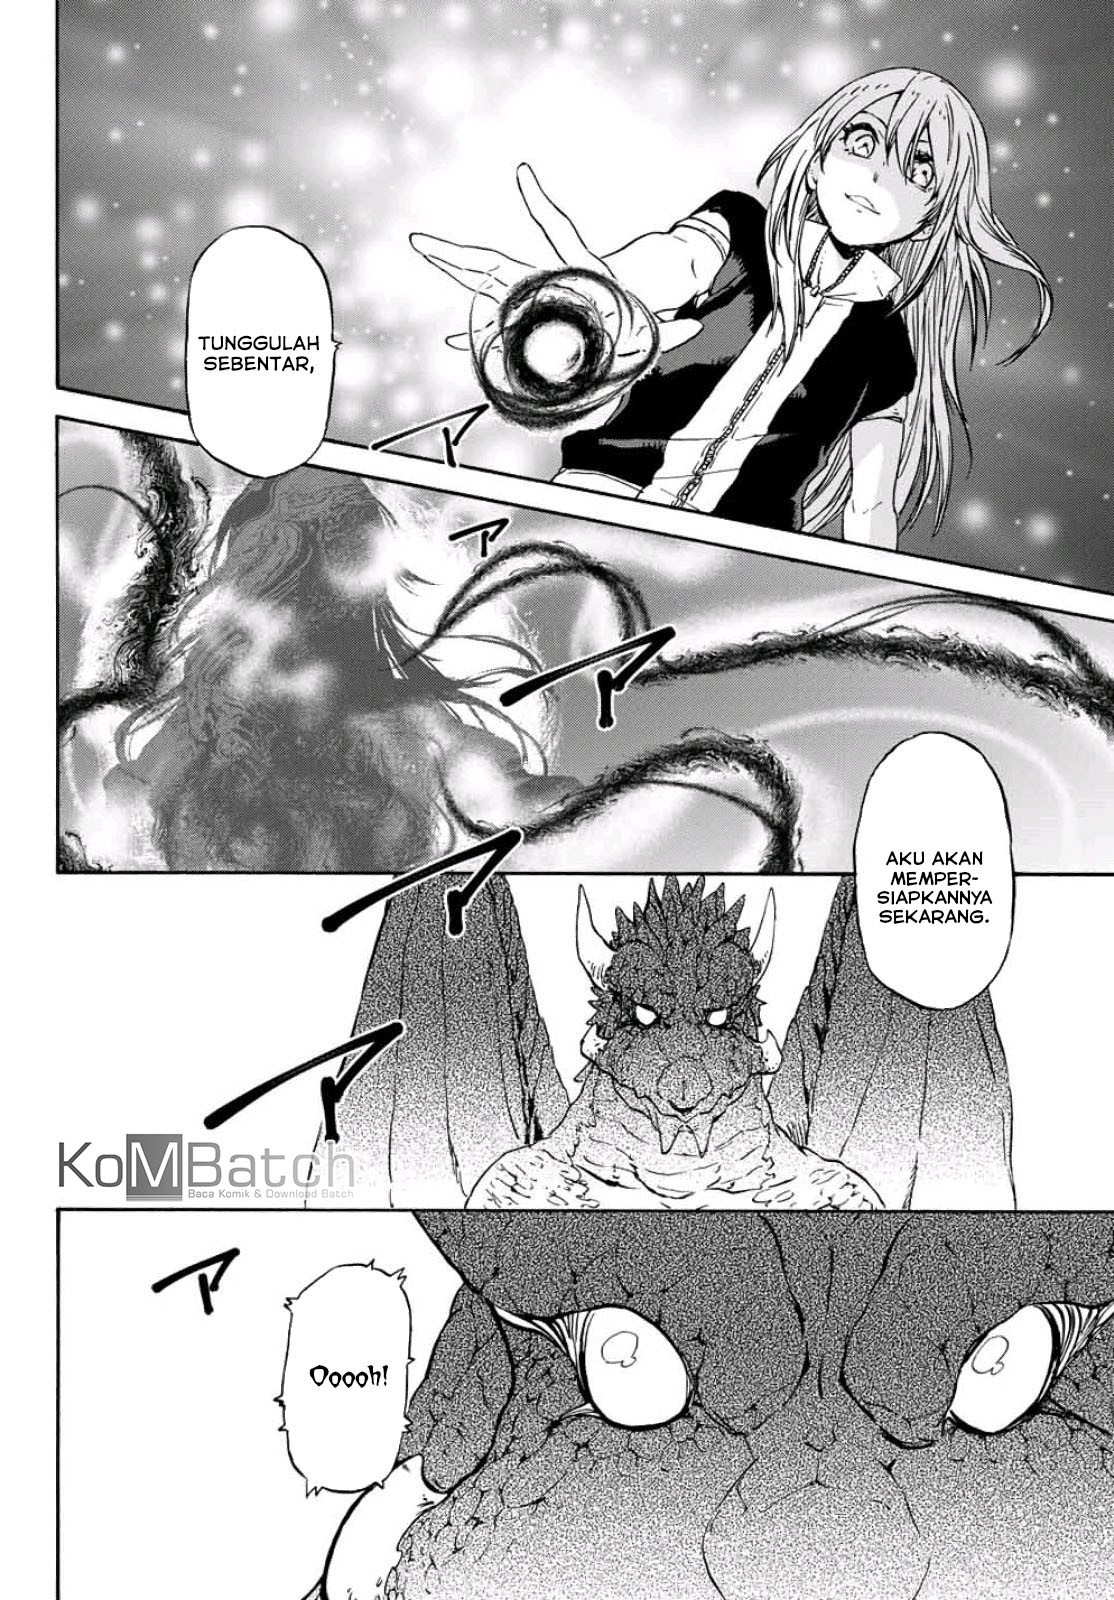 TUNGGULAH
SEBENTAR,
ア
ア
ア
ア
AKU AKAN
MEMPER-
SIAPKANNYA
SEKARANG.
ア
ア
KoMBatch
Baca Komik & Download Batch
ア
Ooooh!